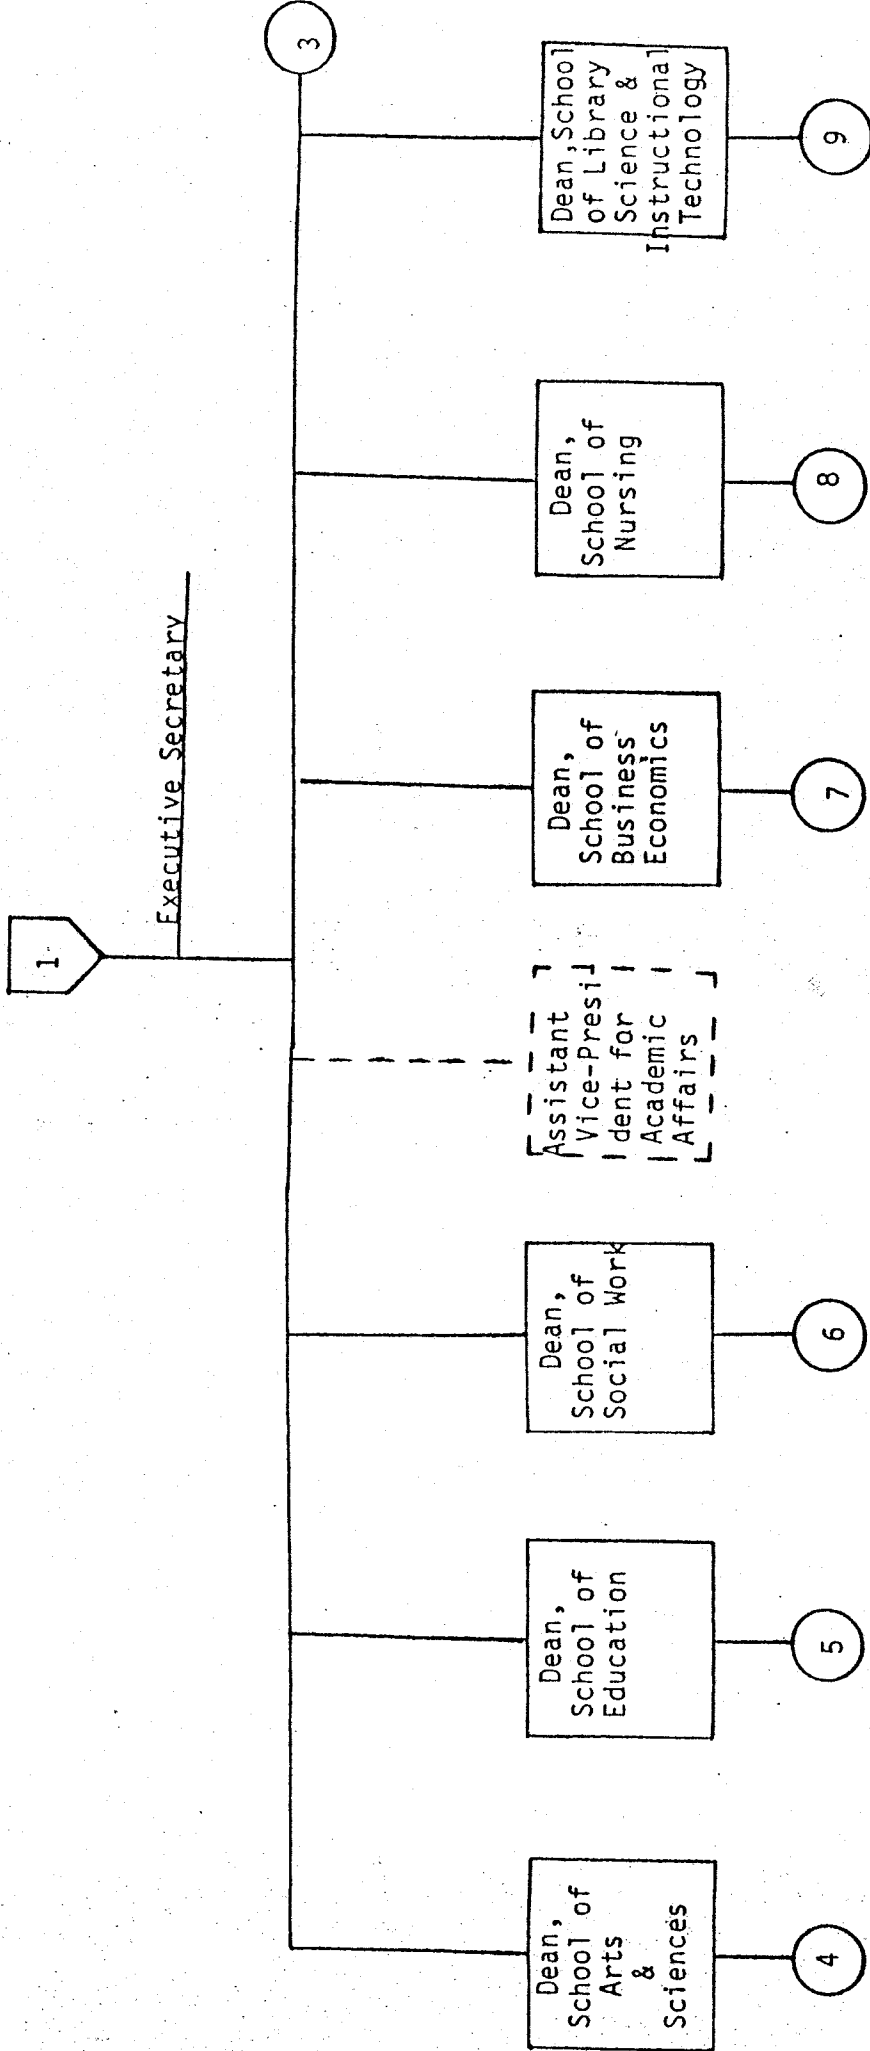 1
Executive Secretary
3
Dean,
School of
Arts
&
Sciences
Dean,
School of
Education
Dean,
School of
Social Work
Assistant
Vice-Presi
dent for
Academic
Affairs
Dean,
School of
Business
Economics
Dean,
School of
Nursing
Dean,School
of Library
Science &
Instructional
Technology
4
5
6
7
8
9